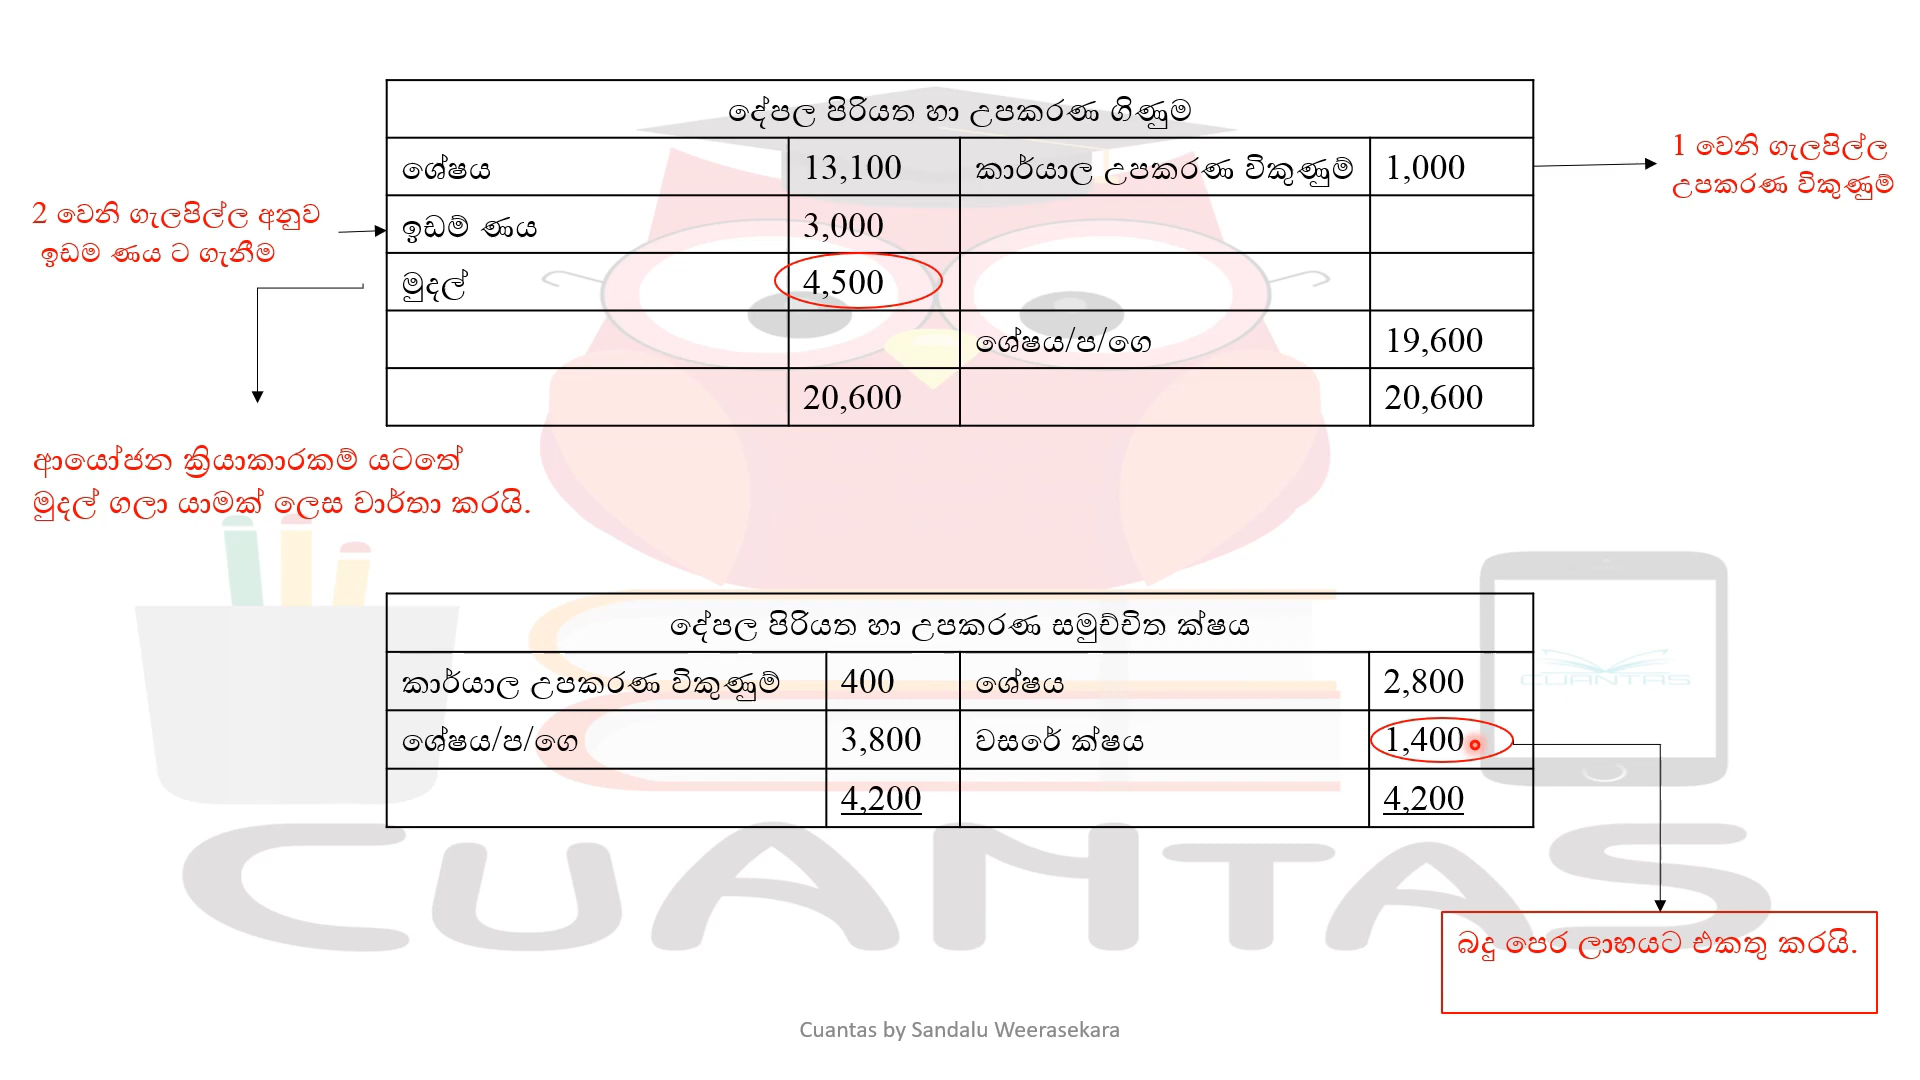 දේපල පිරියත හා උපකරණ ගිණුම
ශේෂය 13,100 කාර්යාල උපකරණ විකුණුම් 1,000
ඉඩම් ණය 3,000
මුදල් 4,500
ශේෂය/ප/ගෙ 19,600
20,600 20,600
1 වෙනි ගැලපිල්ල
උපකරණ විකුණුම්
2 වෙනි ගැලපිල්ල අනුව
ඉඩම ණය ට ගැනීම
ආයෝජන ක්‍රියාකාරකම් යටතේ
මුදල් ගලා යාමක් ලෙස වාර්තා කරයි.
දේපල පිරියත හා උපකරණ සමුච්චිත ක්ෂය
කාර්යාල උපකරණ විකුණුම් 400 ශේෂය 2,800
ශේෂය/ප/ගෙ 3,800 වසරේ ක්ෂය 1,400
4,200 4,200
බදු පෙර ලාභයට එකතු කරයි.
CUANTAS
CUANTAS
Cuantas by Sandalu Weerasekara